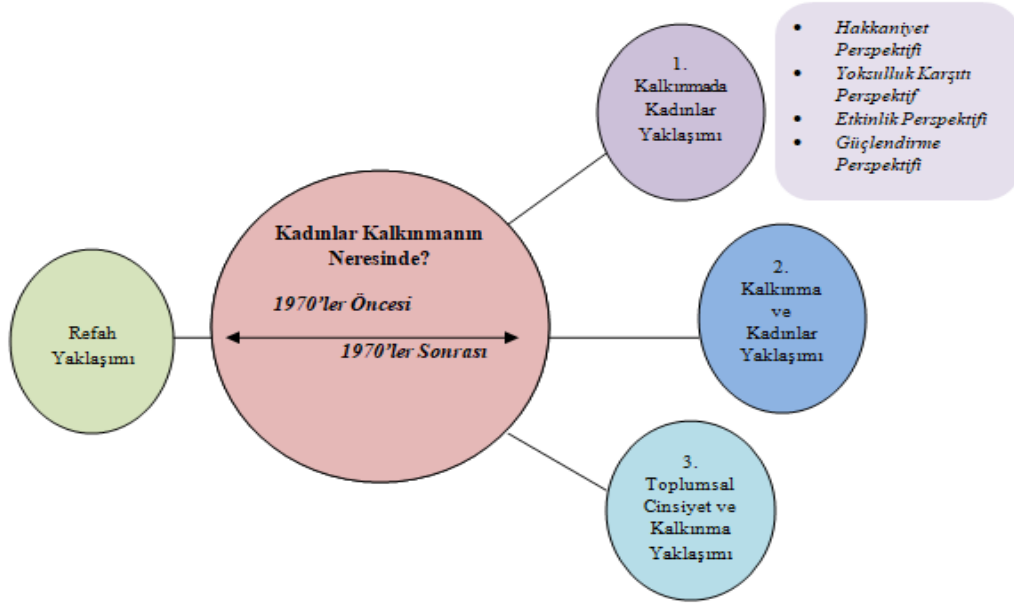 Refah
Yaklaşımı
Kadınlar Kalkınmanın
Neresinde?
1970’ler Öncesi
1970’ler Sonrası
1.
Kalkınmada
Kadınlar
Yaklaşımı
• Hakkaniyet
Perspektifi
• Yoksulluk Karşıtı
Perspektif
• Etkinlik Perspektifi
• Güçlendirme
Perspektifi
2.
Kalkınma
ve
Kadınlar
Yaklaşımı
3.
Toplumsal
Cinsiyet ve
Kalkınma
Yaklaşımı